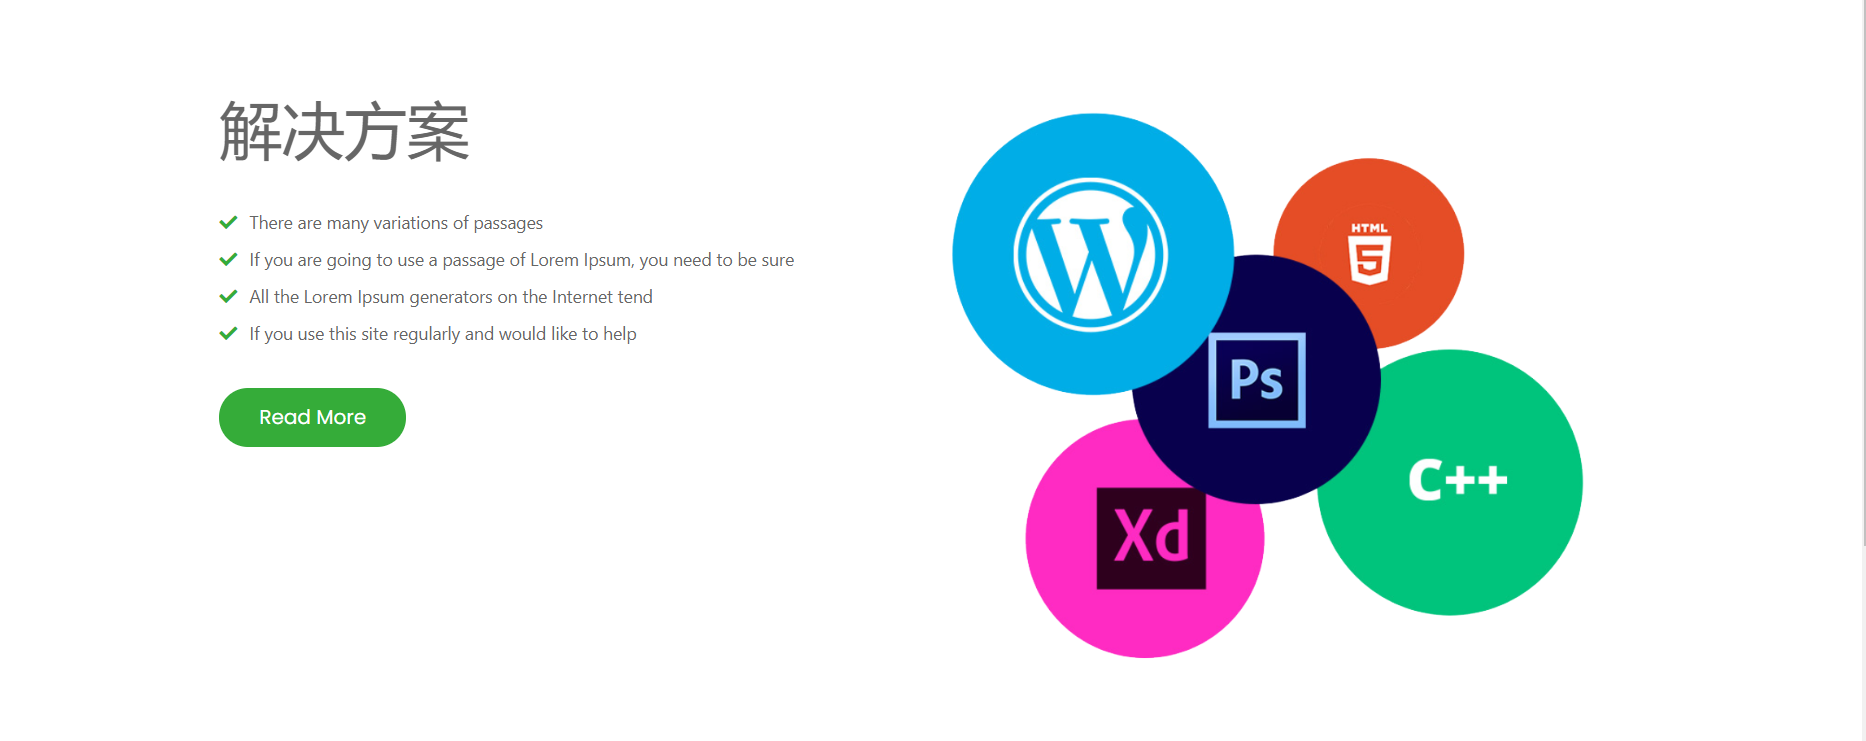 解决方案
There are many variations of passages
If you are going to use a passage of Lorem Ipsum, you need to be sure
All the Lorem Ipsum generators on the Internet tend
If you use this site regularly and would like to help
Read More
W
HTML
5
Ps
C++
Xd